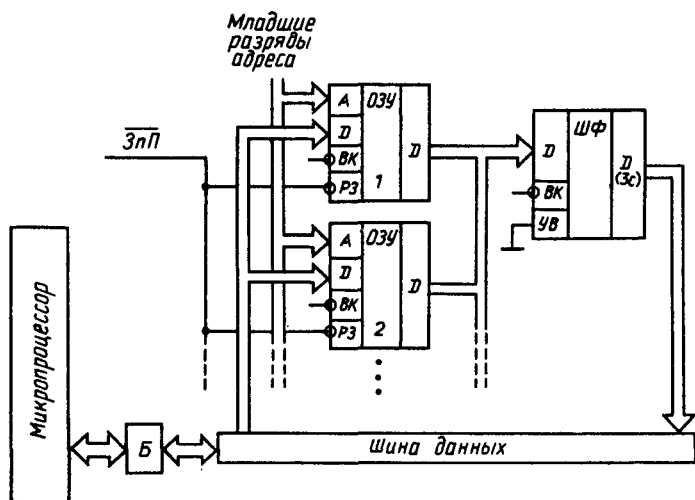 Младшие
разряды
адреса
ЗпП
А
ОЗУ
D
ВК
РЗ
1
D
А
ОЗУ
D
ВК
РЗ
2
D
D
ШФ
ВК
УВ
D
(3с)
Микропроцессор
Б
Шина данных